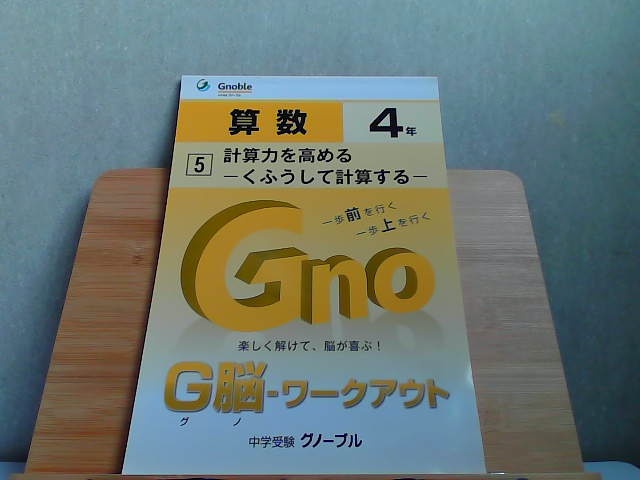 Gnoble
算数 4年
5 計算力を高める
−くふうして計算する−
一歩前を行く
一歩上を行く
Gno
楽しく解けて、脳が喜ぶ！
G脳-ワークアウト
グ ノ
中学受験 グノーブル